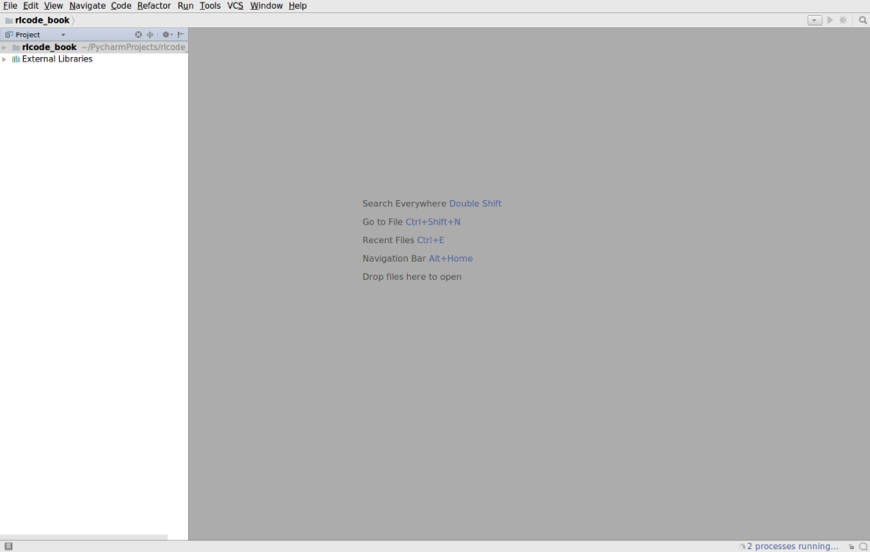 File Edit View Navigate Code Refactor Run Tools VCS Window Help
rlcode_book
Project
rlcode_book ~/PycharmProjects/rlcode_
External Libraries
Search Everywhere Double Shift
Go to File Ctrl+Shift+N
Recent Files Ctrl+E
Navigation Bar Alt+Home
Drop files here to open
2 processes running...